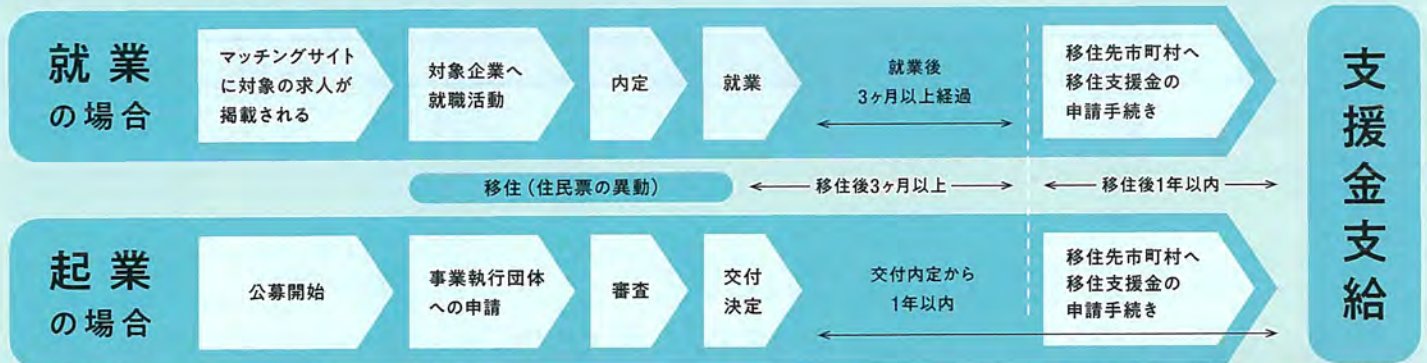 就業
の場合
マッチングサイト
に対象の求人が
掲載される
対象企業へ
就職活動
内定
就業
就業後
3ヶ月以上経過
移住先市町村へ
移住支援金の
申請手続き
移住（住民票の異動）
移住後3ヶ月以上
移住後1年以内
起業
の場合
公募開始
事業執行団体
への申請
審査
交付
決定
交付内定から
1年以内
移住先市町村へ
移住支援金の
申請手続き
支援金支給